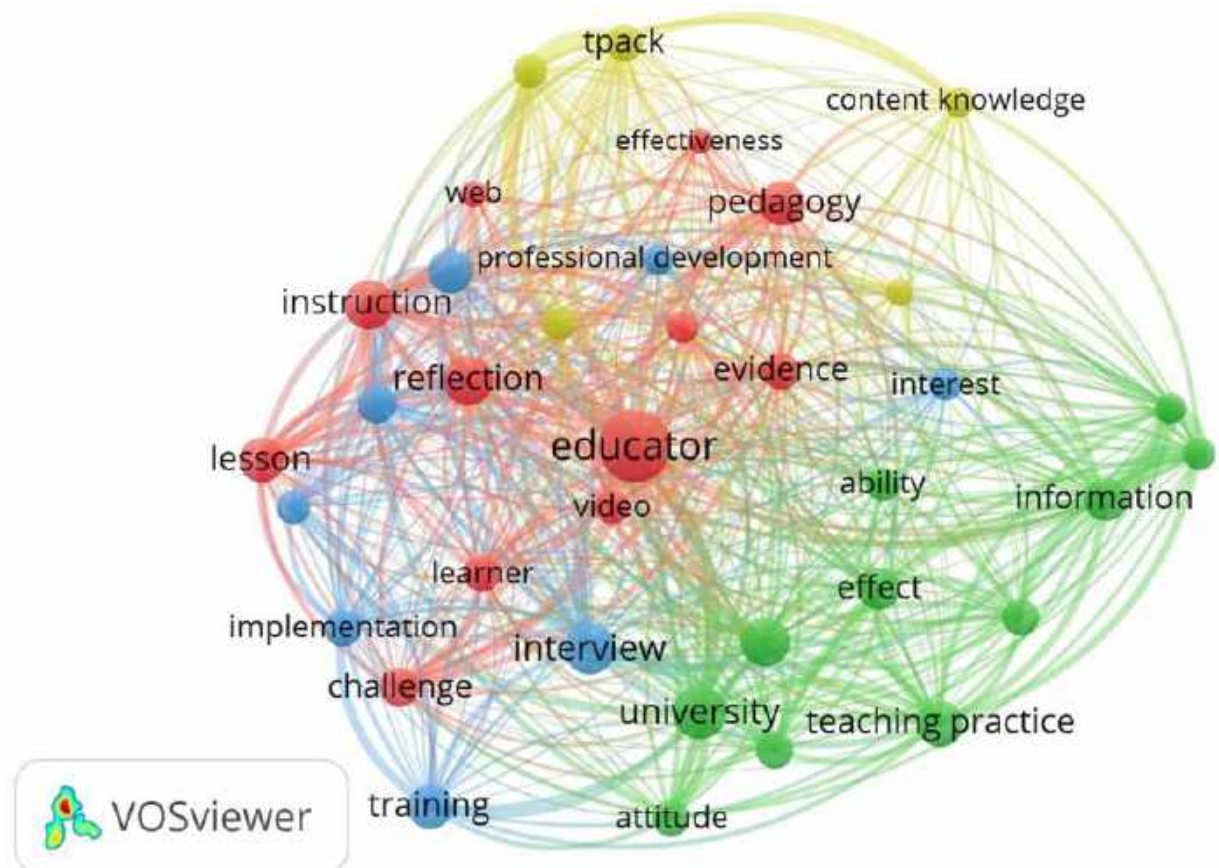 tpack
content knowledge
effectiveness
web
pedagogy
professional development
instruction
reflection
evidence
interest
educator
lesson
ability
information
video
learner
effect
implementation
interview
challenge
university
teaching practice
training
attitude
VOSviewer